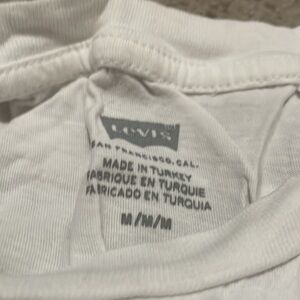 LEVI'S
SAN FRANCISCO, CAL.
MADE IN TURKEY
FABRIQUE EN TURQUIE
FABRICADO EN TURQUIA
M/M/M